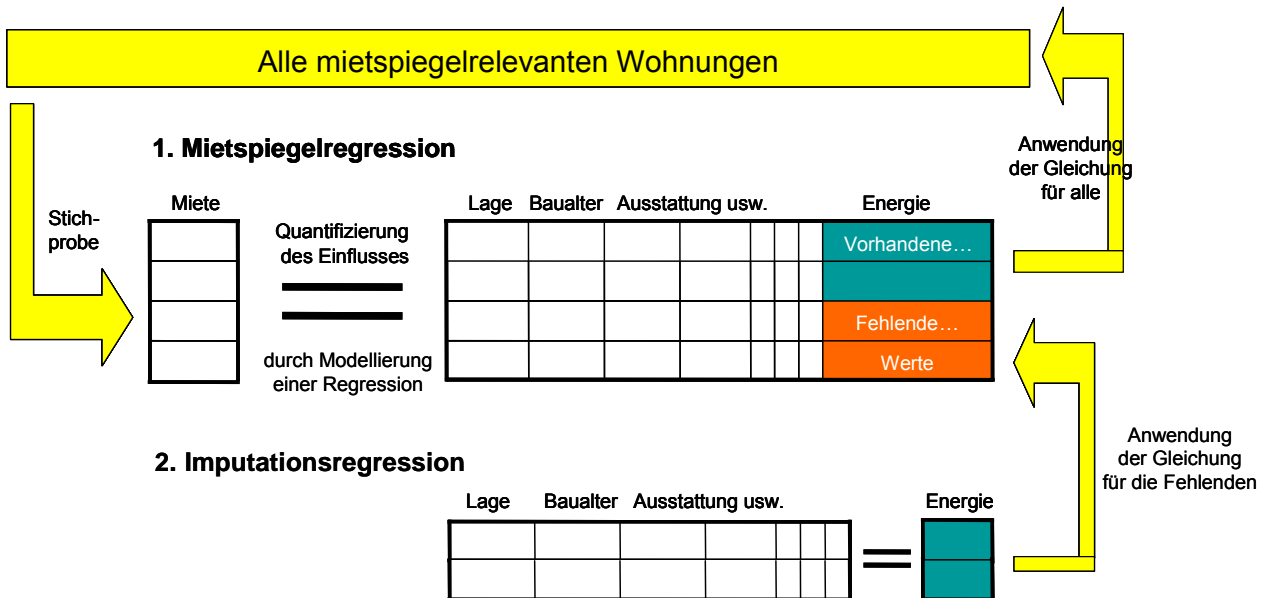 Alle mietspiegelrelevanten Wohnungen
1. Mietspiegelregression
Anwendung
der Gleichung
für alle
Stich-
probe
Miete
Quantifizierung
des Einflusses
durch Modellierung
einer Regression
Lage Baualter Ausstattung usw. Energie
Vorhandene…
Fehlende…
Werte
Anwendung
der Gleichung
für die Fehlenden
2. Imputationsregression
Lage Baualter Ausstattung usw. Energie